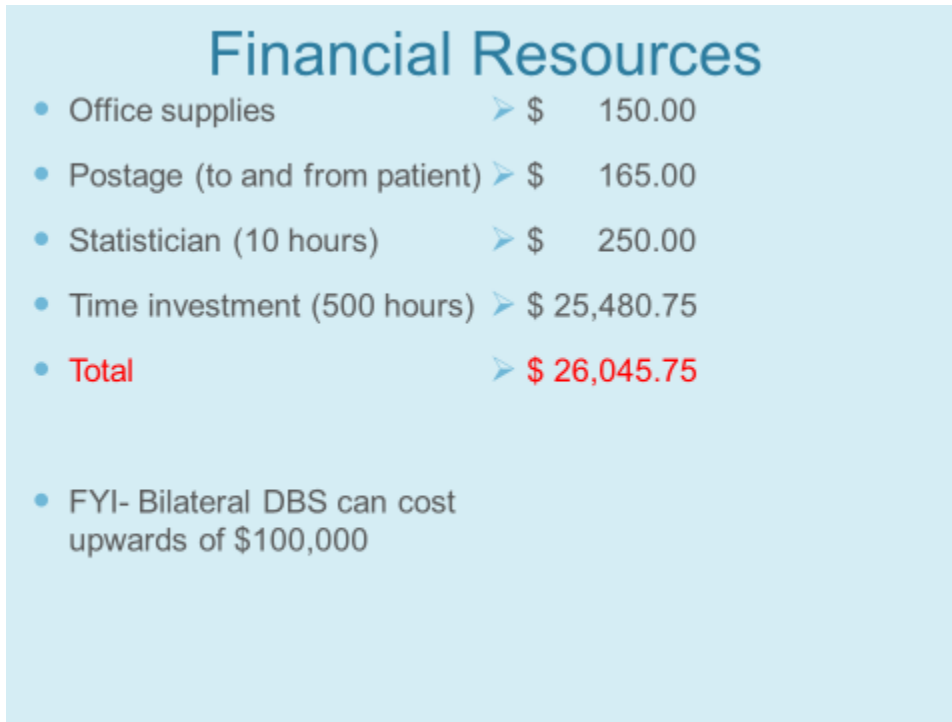 Financial Resources
• Office supplies ➢ $ 150.00
• Postage (to and from patient) ➢ $ 165.00
• Statistician (10 hours) ➢ $ 250.00
• Time investment (500 hours) ➢ $ 25,480.75
• Total ➢ $ 26,045.75
• FYI- Bilateral DBS can cost
upwards of $100,000